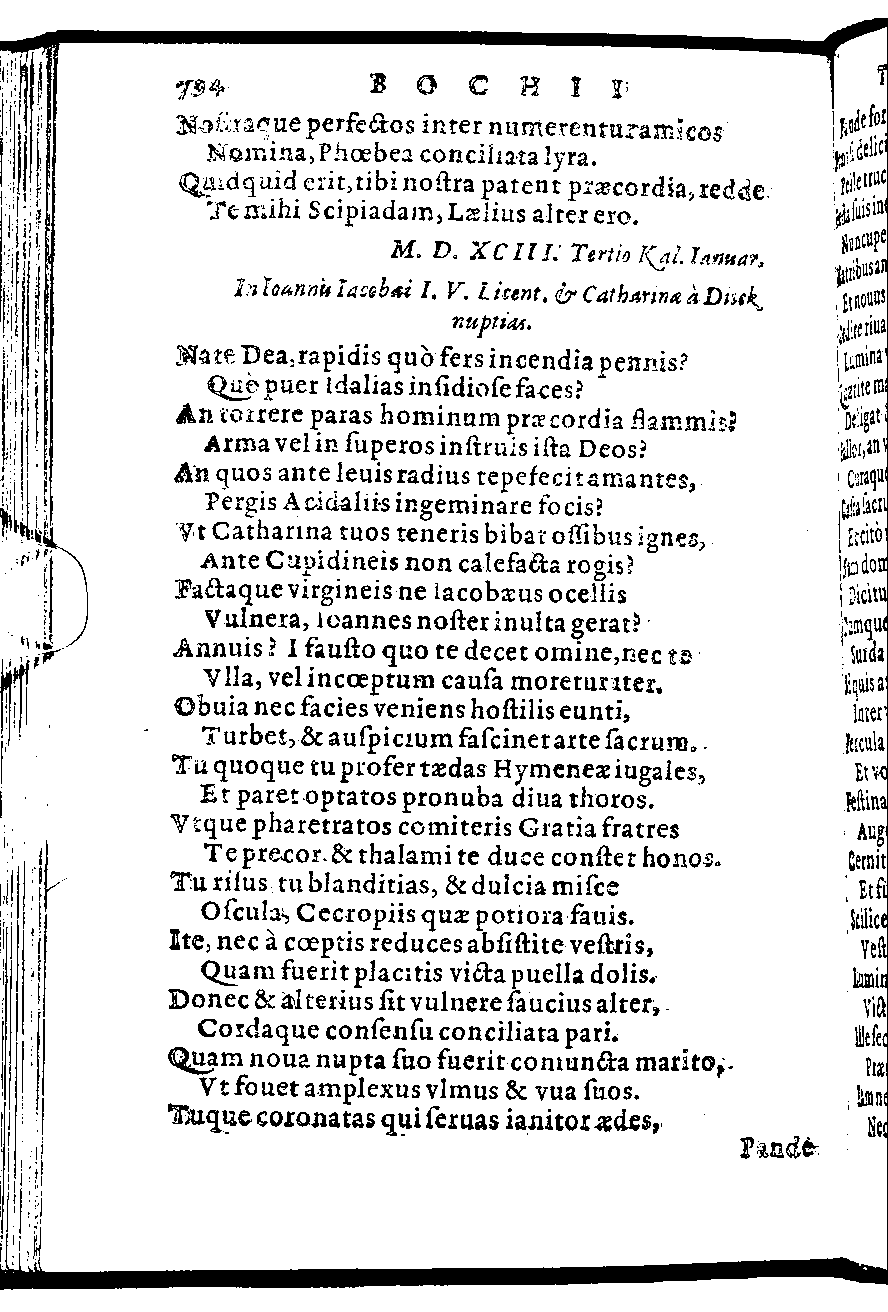 794 BOCHII
Noſtraque perfectos inter numerentur amicos
Nomina, Phœbea conciliata lyra.
Quidquid erit, tibi noſtra patent præcordia, redde
Te mihi Scipiadam, Lælius alter ero.
M. D. XCIII. Tertio Kal. Ianuar.
In Ioannis Iacobai I. V. Licent. & Catharinæ à
nuptias.
Nate Dea, rapidis quò fers incendia pennis?
Quò puer Idalias inſidioſe faces?
An torrere paras hominum præcordia flammis?
Arma vel in ſuperos inſtruis iſta Deos?
An quos ante leuis radius tepefecit amantes,
Pergis Acidaliis ingeminare focis?
Vt Catharina tuos teneris bibat oſſibus ignes,
Ante Cupidineis non calefacta rogis?
Factaque virgineis ne Iacobæus ocellis
Vulnera, Ioannes noſter inulta gerat?
Annuis? I fauſto quo te decet omine, nec te
Vlla, vel incœptum cauſa moretur iter.
Obuia nec facies veniens hoſtilis eunti,
Turbet, & auſpicium faſcinet arte ſacrum.
Tu quoque tu profer tædas Hymenæe iugales,
Et paret optatos pronuba diua thoros.
Vtque pharetratos comiteris Gratia fratres
Te precor. & thalami te duce conſtet honos.
Tu riſus tu blanditias, & dulcia miſce
Oſcula, Cecropiis quæ potiora fauis.
Ite, nec à cœptis reduces abſiſtite veſtris,
Quam fuerit placitis victa puella dolis.
Donec & alterius ſit vulnere ſaucius alter,
Cordaque conſenſu conciliata pari.
Quam noua nupta ſuo fuerit coniuncta marito,
Vt fouet amplexus vlmus & vua ſuos.
Tuque coronatas qui ſeruas ianitor ædes,
Pande